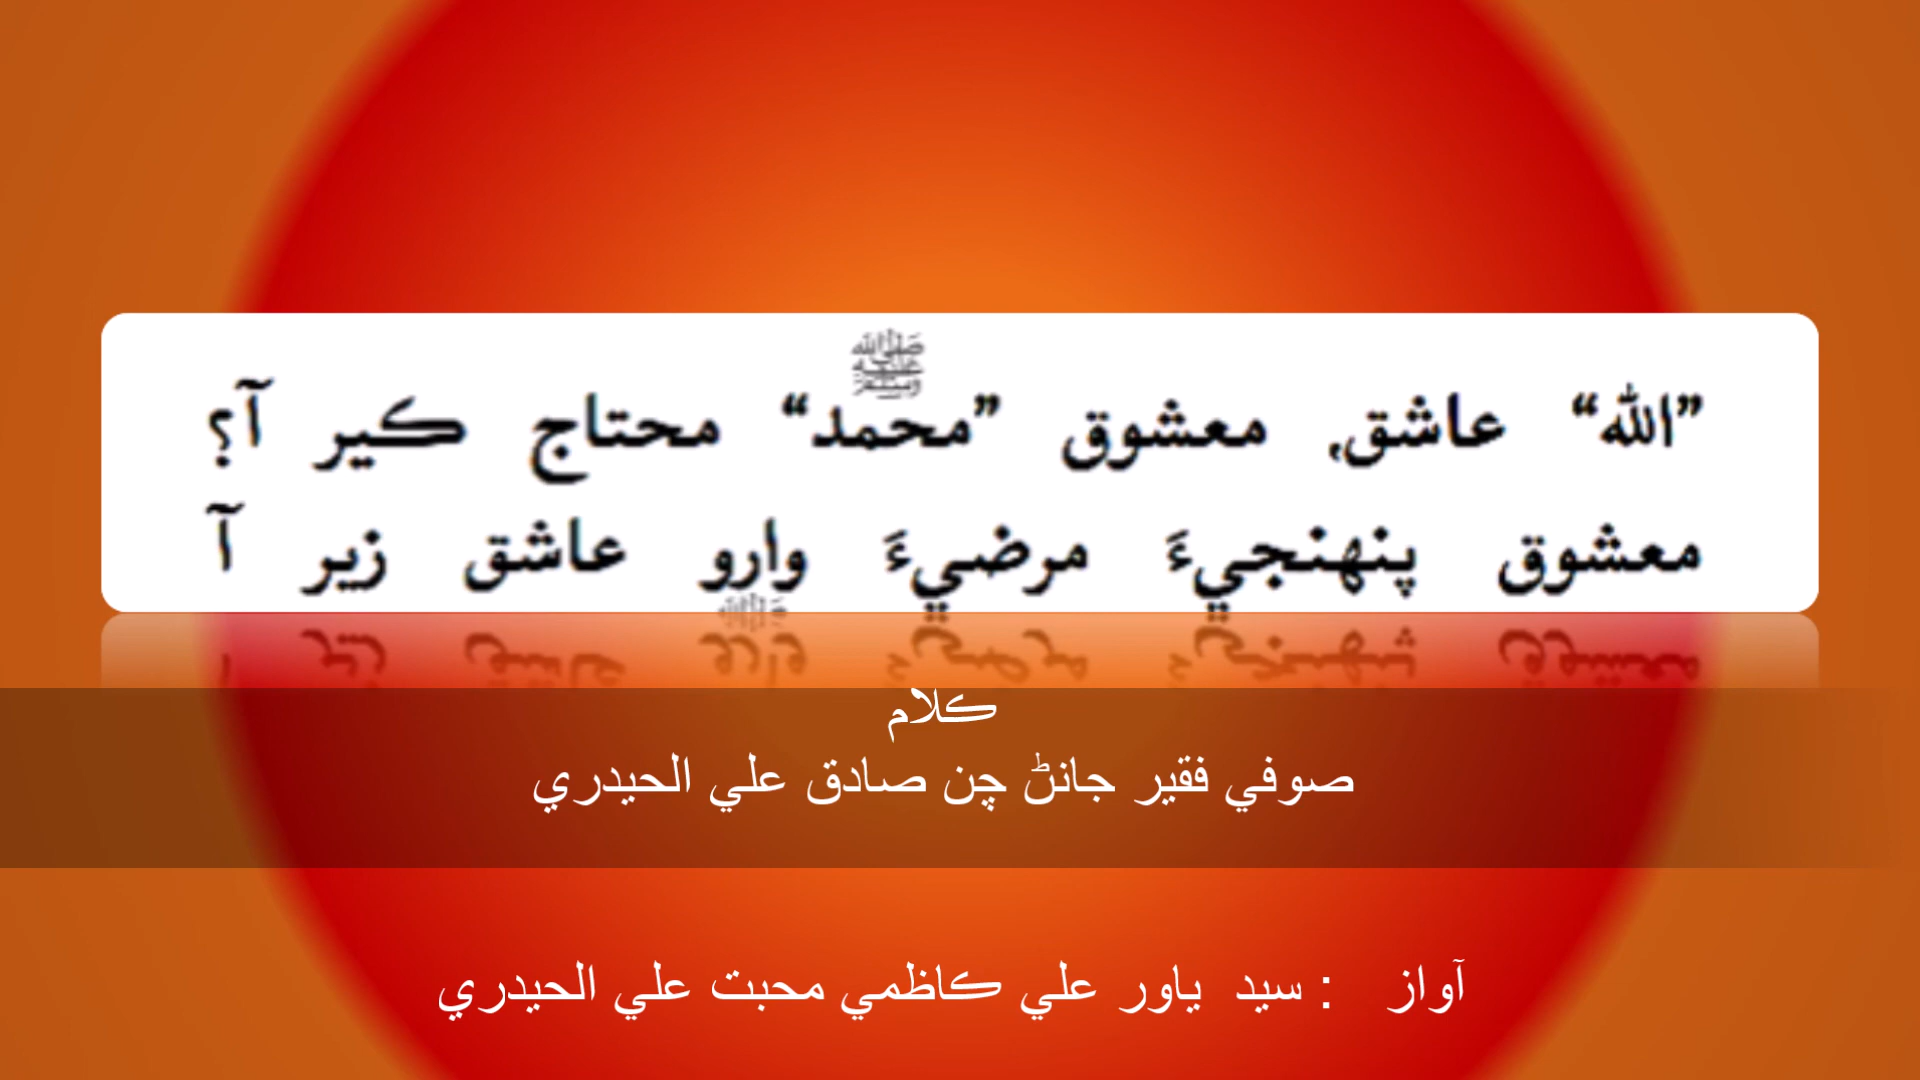 ”الله“ عاشق، معشوق ”محمد ﷺ“ محتاج ڪير آ؟
معشوق پنهنجيءَ مرضيءَ وارو عاشق زير آ
ڪلام
صوفي فقير جانڻ چن صادق علي الحيدري
آواز : سيد ياور علي ڪاظمي محبت علي الحيدري